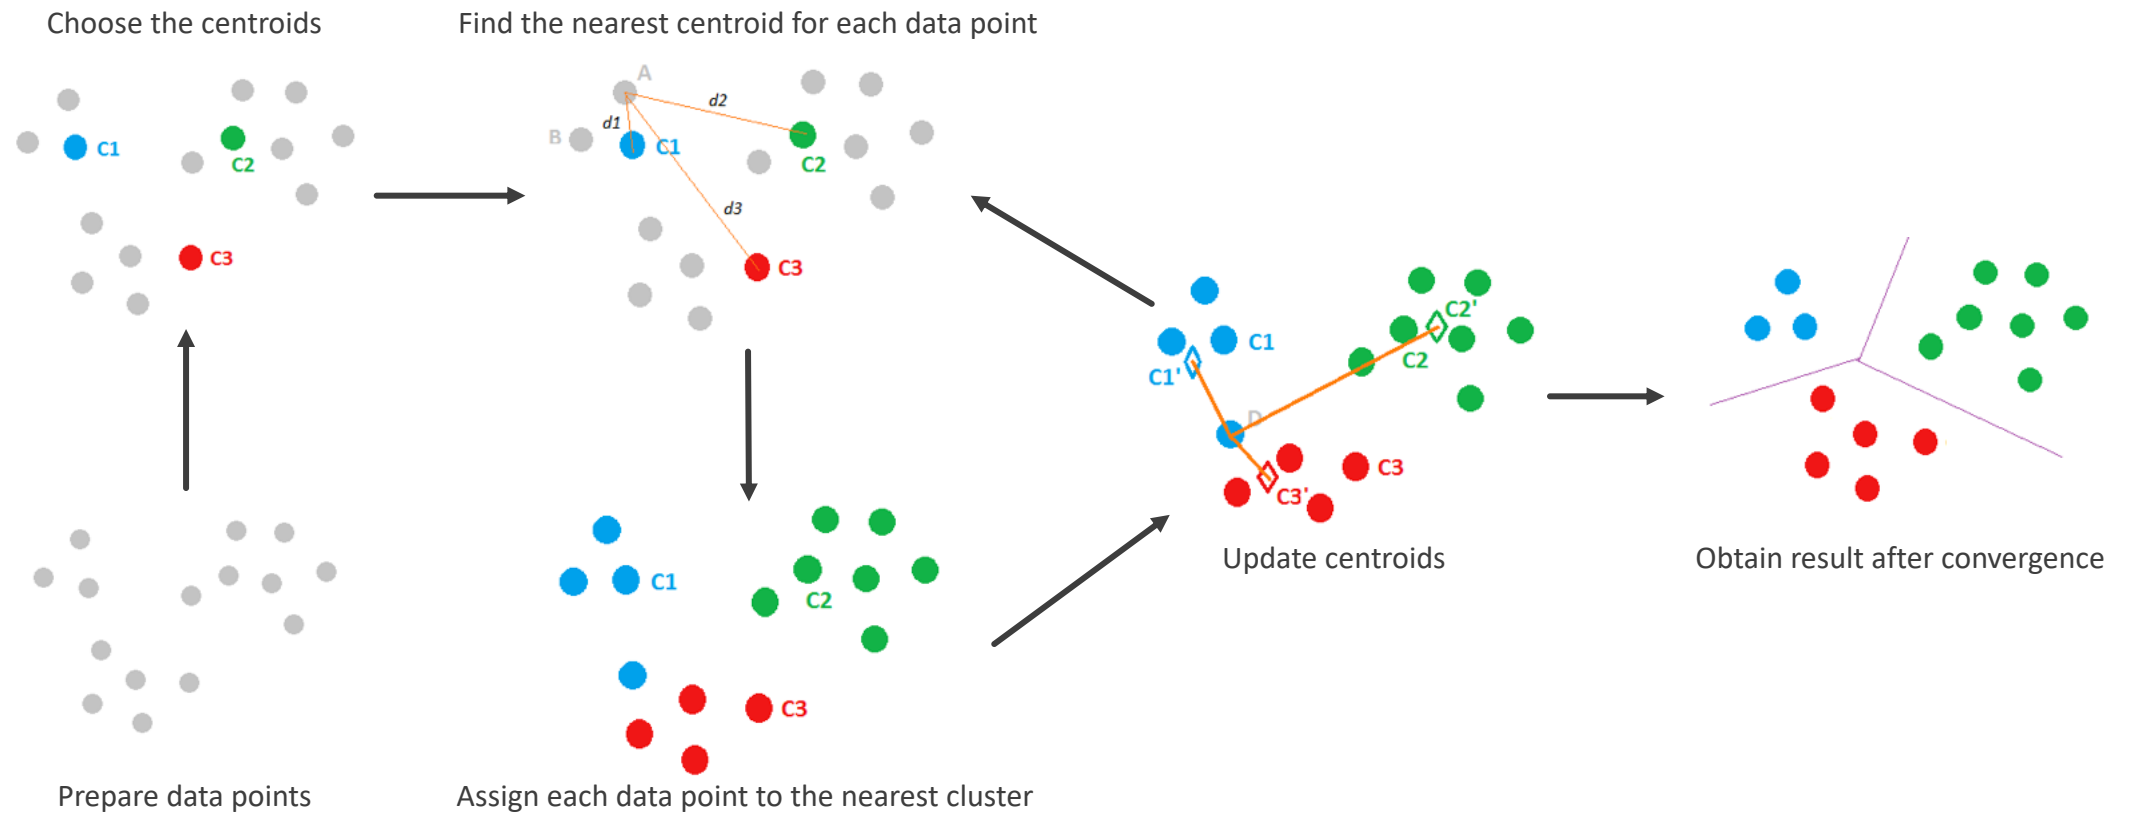 Choose the centroids
C1
C2
C3
Find the nearest centroid for each data point
A
d2
d1
B
C1
C2
d3
C3
C2'
C1
C2
C1'
D
C3
C3'
Update centroids
Obtain result after convergence
C1
C2
C3
Prepare data points
Assign each data point to the nearest cluster